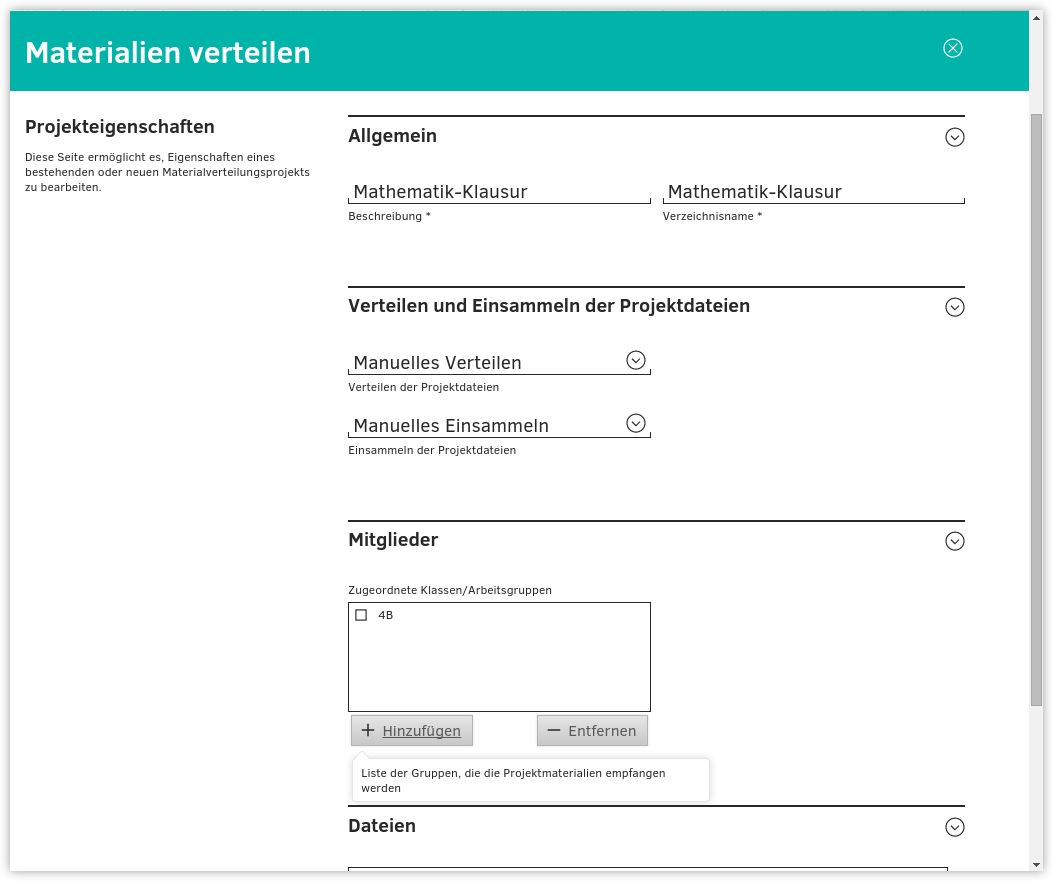 Materialien verteilen
Projekteigenschaften
Diese Seite ermöglicht es, Eigenschaften eines
bestehenden oder neuen Materialverteilungsprojekts
zu bearbeiten.
Allgemein
Mathematik-Klausur
Beschreibung *
Mathematik-Klausur
Verzeichnisname *
Verteilen und Einsammeln der Projektdateien
Manuelles Verteilen
Verteilen der Projektdateien
Manuelles Einsammeln
Einsammeln der Projektdateien
Mitglieder
Zugeordnete Klassen/Arbeitsgruppen
4B
Hinzufügen
Entfernen
Liste der Gruppen, die die Projektmaterialien empfangen
werden
Dateien